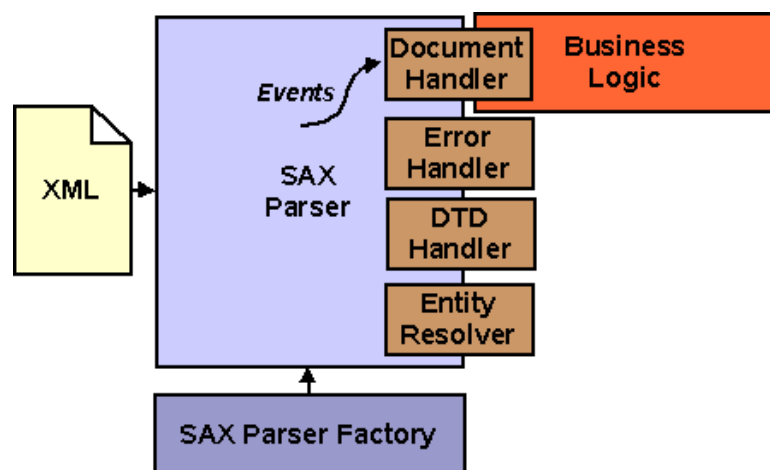 Document
Handler
Business
Logic
Events
Error
Handler
XML
SAX
Parser
DTD
Handler
Entity
Resolver
SAX Parser Factory